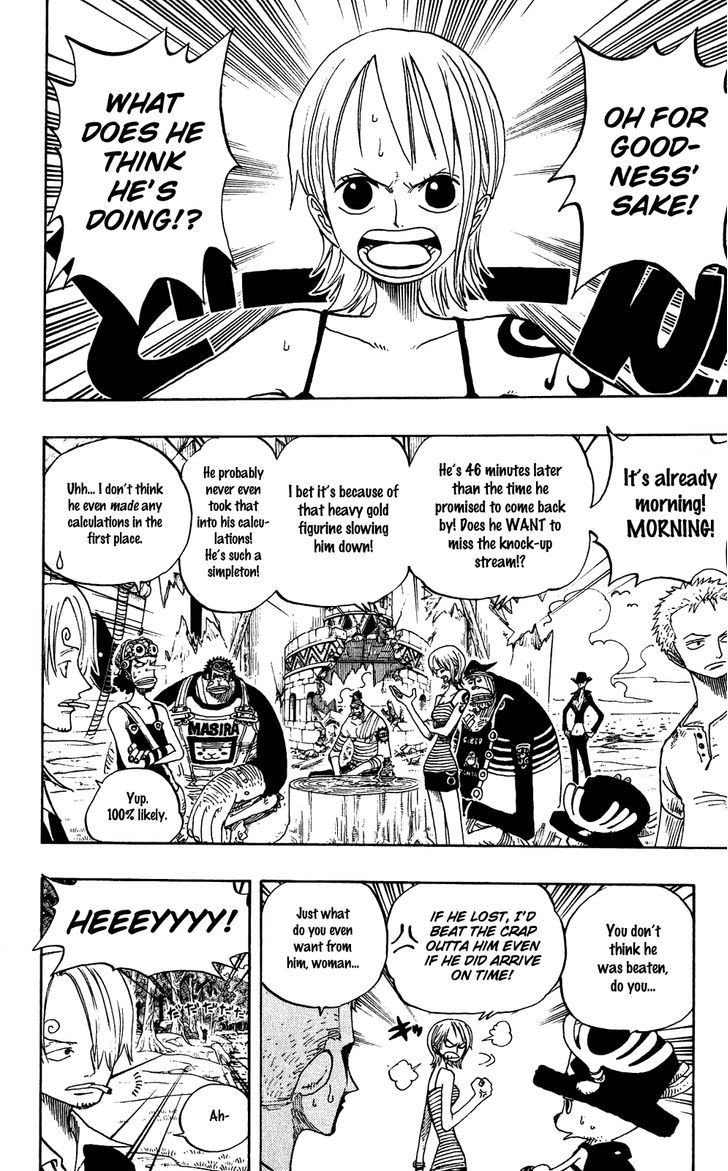 OH FOR
GOOD-
NESS'
SAKE!
WHAT
DOES HE
THINK
HE'S
DOING!?
It's already
morning!
MORNING!
He's 46 minutes later
than the time he
promised to come back
by! Does he WANT to
miss the knock-up
stream!?
I bet it's because of
that heavy gold
figurine slowing
him down!
He probably
never even
took that
into his calcu-
lations!
He's such a
simpleton!
Uhh... I don't think
he even made any
calculations in the
first place.
MASIRA
Yup.
100% likely.
You don't
think he
was beaten,
do you...
IF HE LOST, I'D
BEAT THE CRAP
OUTTA HIM EVEN
IF HE DID ARRIVE
ON TIME!
Just what
do you even
want from
him, woman...
HEEEYYYY!
Ah-